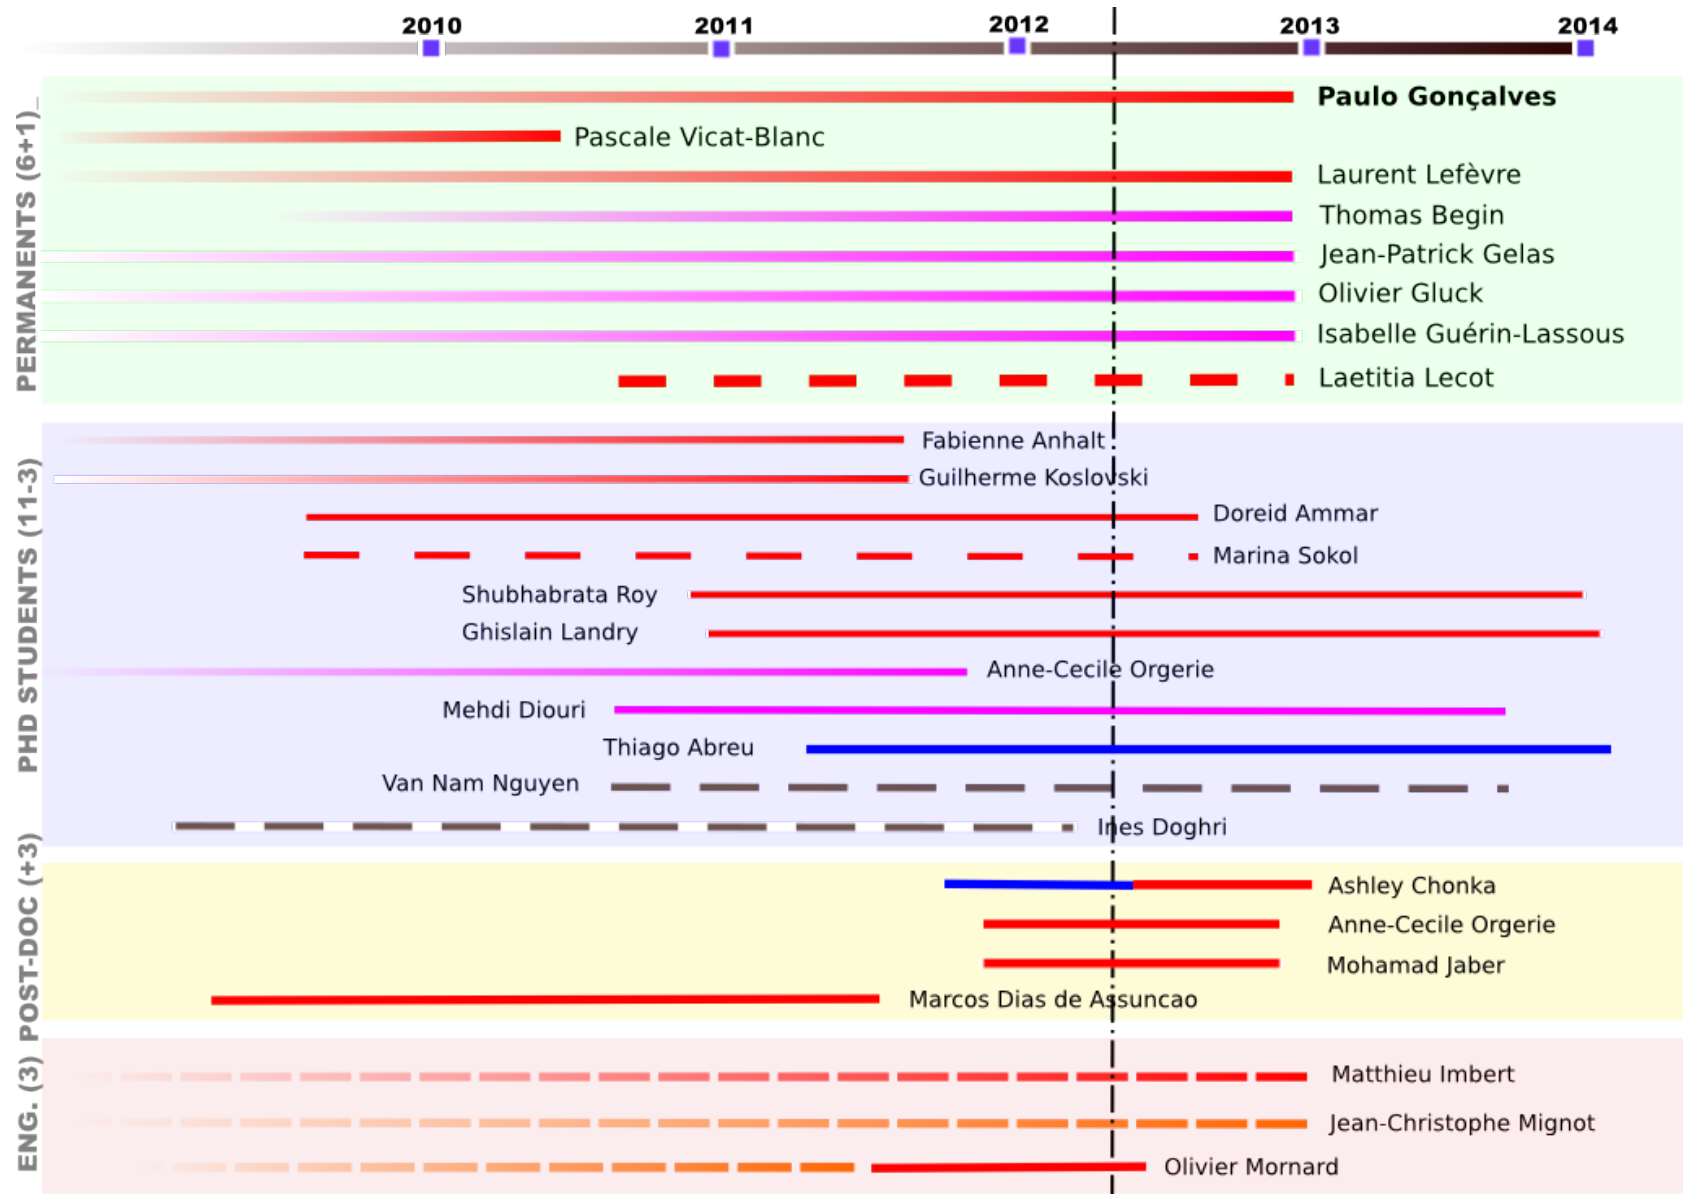 2010 2011 2012 2013 2014
PERMANENTS (6+1)_
Paulo Gonçalves
Pascale Vicat-Blanc
Laurent Lefèvre
Thomas Begin
Jean-Patrick Gelas
Olivier Gluck
Isabelle Guérin-Lassous
Laetitia Lecot
PHD STUDENTS (11-3)
Fabienne Anhalt
Guilherme Koslovski
Doreid Ammar
Marina Sokol
Shubhabrata Roy
Ghislain Landry
Anne-Cecile Orgerie
Mehdi Diouri
Thiago Abreu
Van Nam Nguyen
Ines Doghri
POST-DOC (+3)
Ashley Chonka
Anne-Cecile Orgerie
Mohamad Jaber
Marcos Dias de Assuncao
ENG. (3)
Matthieu Imbert
Jean-Christophe Mignot
Olivier Mornard